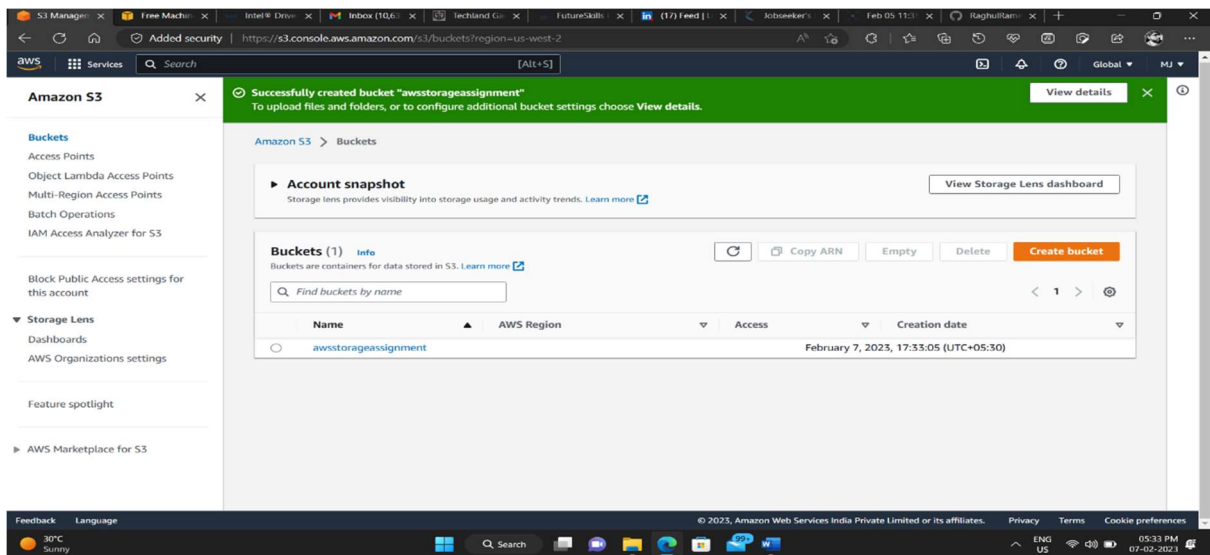 S3 Managem
Free Machin
Intel® Drive
Inbox (10,63
Techland Ga
FutureSkills
(17) Feed | L
Jobseeker's
Feb 05 11:3
RaghulRam
Added security
https://s3.console.aws.amazon.com/s3/buckets?region=us-west-2
aws
Services
Search
[Alt+S]
Global
MJ
Amazon S3
Buckets
Access Points
Object Lambda Access Points
Multi-Region Access Points
Batch Operations
IAM Access Analyzer for S3
Block Public Access settings for
this account
Storage Lens
Dashboards
AWS Organizations settings
Feature spotlight
AWS Marketplace for S3
Successfully created bucket "awsstorageassignment"
To upload files and folders, or to configure additional bucket settings choose View details.
View details
Amazon S3 > Buckets
Account snapshot
Storage lens provides visibility into storage usage and activity trends. Learn more
View Storage Lens dashboard
Buckets (1) Info
Buckets are containers for data stored in S3. Learn more
Copy ARN
Empty
Delete
Create bucket
Find buckets by name
< 1 >
Name AWS Region Access Creation date
awsstorageassignment February 7, 2023, 17:33:05 (UTC+05:30)
Feedback Language © 2023, Amazon Web Services India Private Limited or its affiliates. Privacy Terms Cookie preferences
30°C
Sunny
Search
99+
ENG
US
05:33 PM
07-02-2023